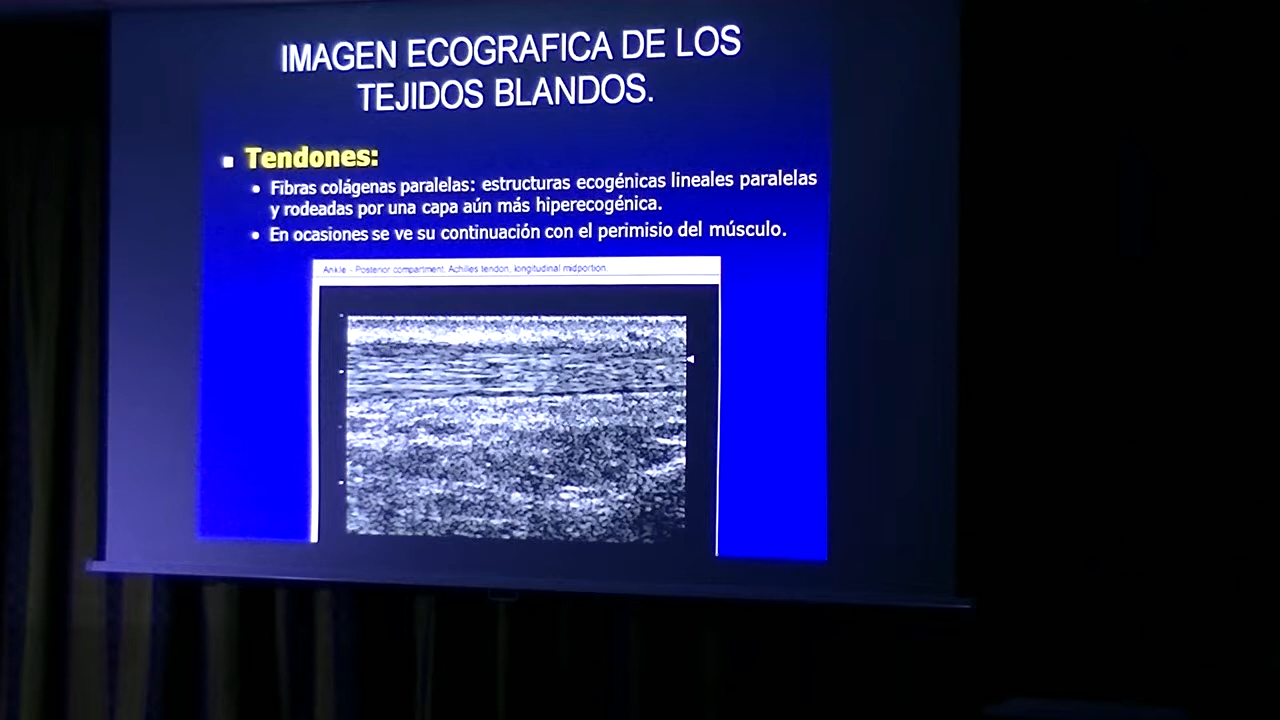 IMAGEN ECOGRAFICA DE LOS
TEJIDOS BLANDOS.
Tendones:
Fibras colágenas paralelas: estructuras ecogénicas lineales paralelas
y rodeadas por una capa aún más hiperecogénica.
En ocasiones se ve su continuación con el perimisio del músculo.
Ankle - Posterior compartment. Achilles tendon, longitudinal midportion.